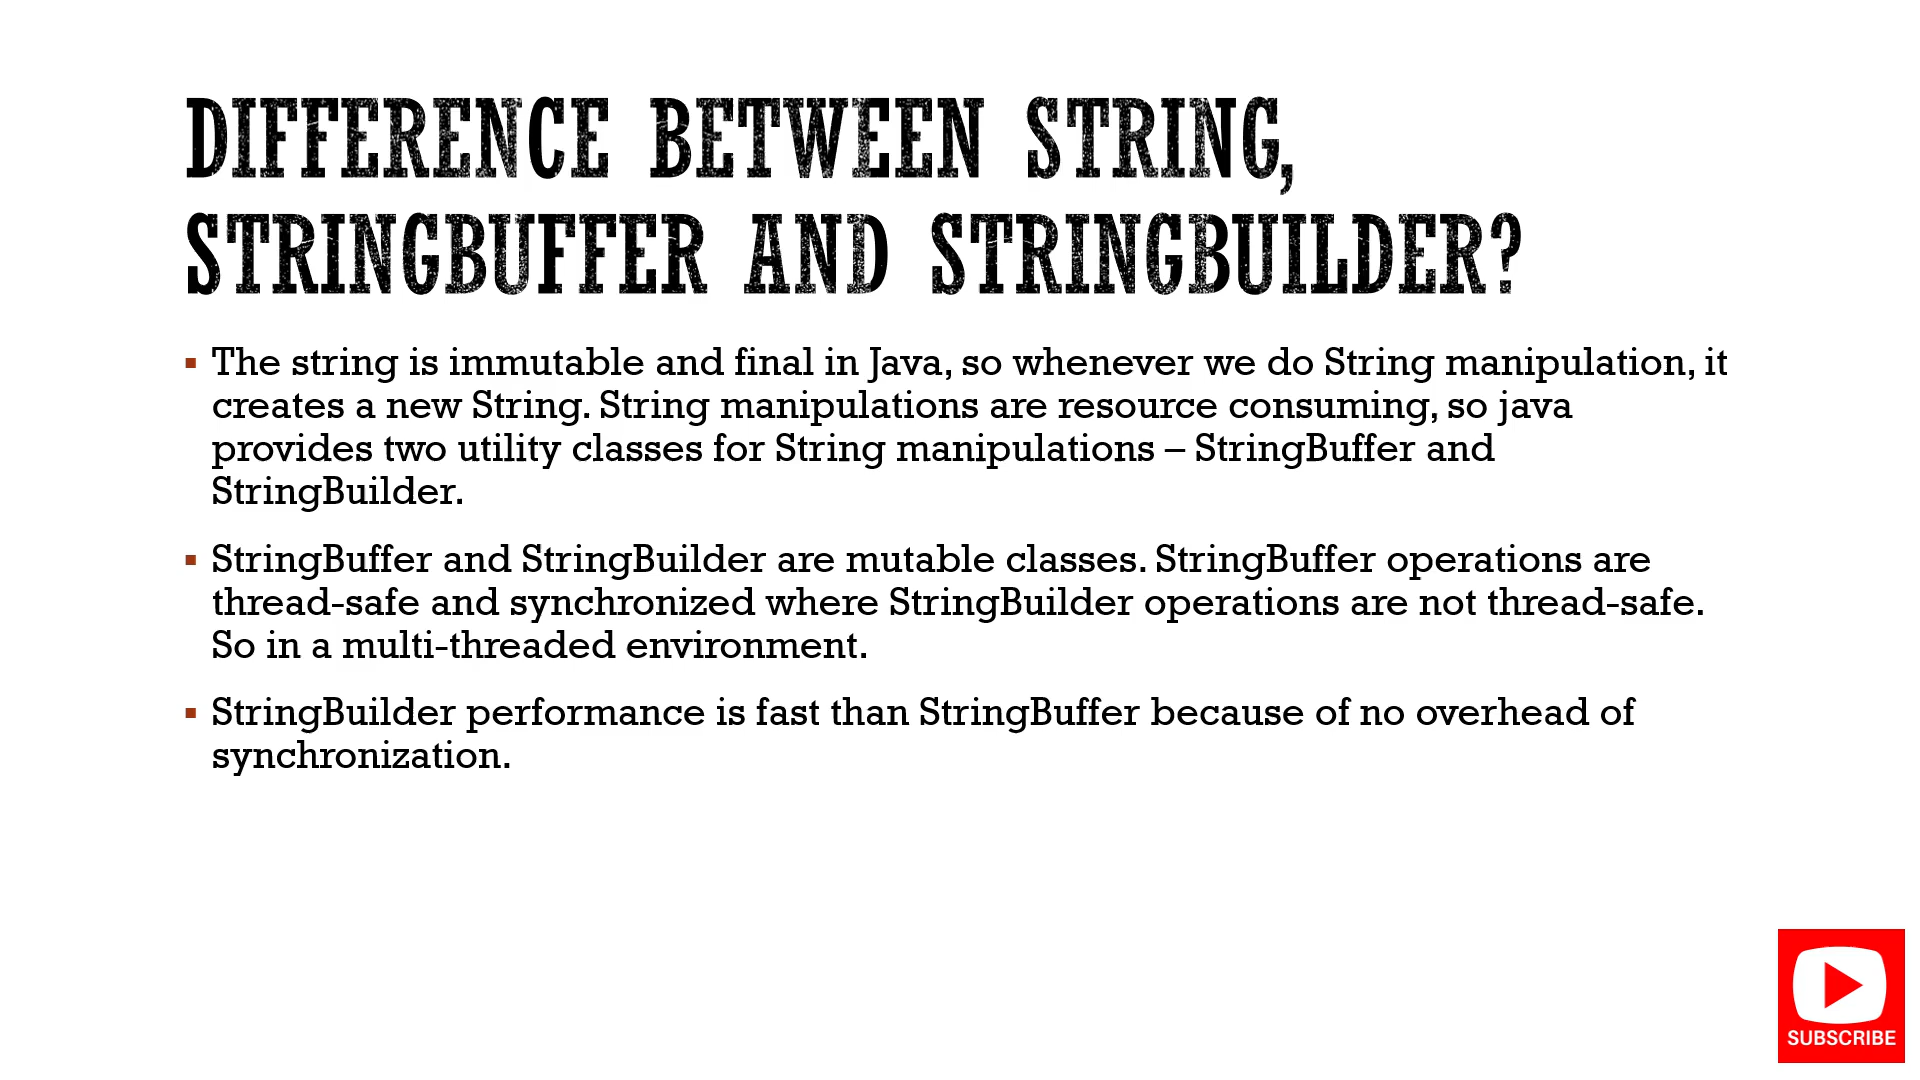 DIFFERENCE BETWEEN STRING,
STRINGBUFFER AND STRINGBUILDER?
▪ The string is immutable and final in Java, so whenever we do String manipulation, it
creates a new String. String manipulations are resource consuming, so java
provides two utility classes for String manipulations – StringBuffer and
StringBuilder.
▪ StringBuffer and StringBuilder are mutable classes. StringBuffer operations are
thread-safe and synchronized where StringBuilder operations are not thread-safe.
So in a multi-threaded environment.
▪ StringBuilder performance is fast than StringBuffer because of no overhead of
synchronization.
SUBSCRIBE